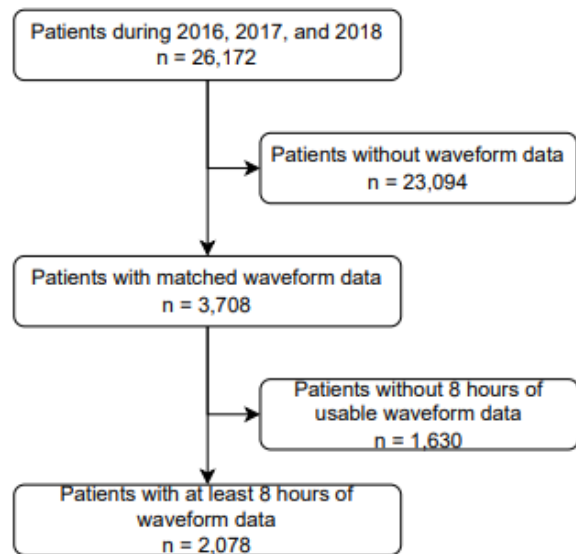 Patients during 2016, 2017, and 2018
n = 26,172
Patients without waveform data
n = 23,094
Patients with matched waveform data
n = 3,708
Patients without 8 hours of
usable waveform data
n = 1,630
Patients with at least 8 hours of
waveform data
n = 2,078